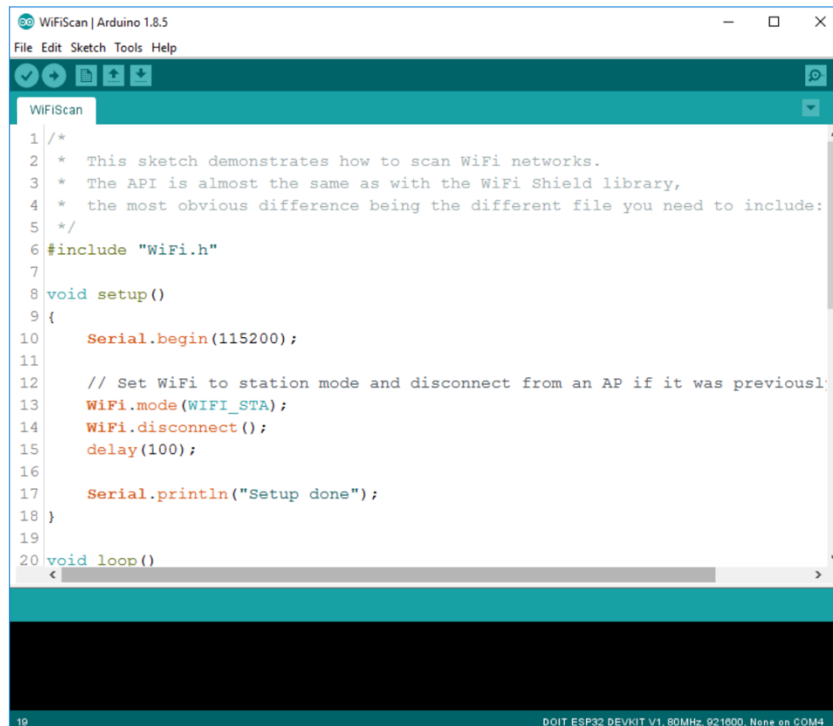 WiFiScan | Arduino 1.8.5
File Edit Sketch Tools Help
WiFiScan
1 /*
2  *  This sketch demonstrates how to scan WiFi networks.
3  *  The API is almost the same as with the WiFi Shield library,
4  *  the most obvious difference being the different file you need to include:
5  */
6 #include "WiFi.h"
7
8 void setup()
9 {
10     Serial.begin(115200);
11
12     // Set WiFi to station mode and disconnect from an AP if it was previousl
13     WiFi.mode(WIFI_STA);
14     WiFi.disconnect();
15     delay(100);
16
17     Serial.println("Setup done");
18 }
19
20 void loop()
19 DOIT ESP32 DEVKIT V1, 80MHz, 921600, None on COM4